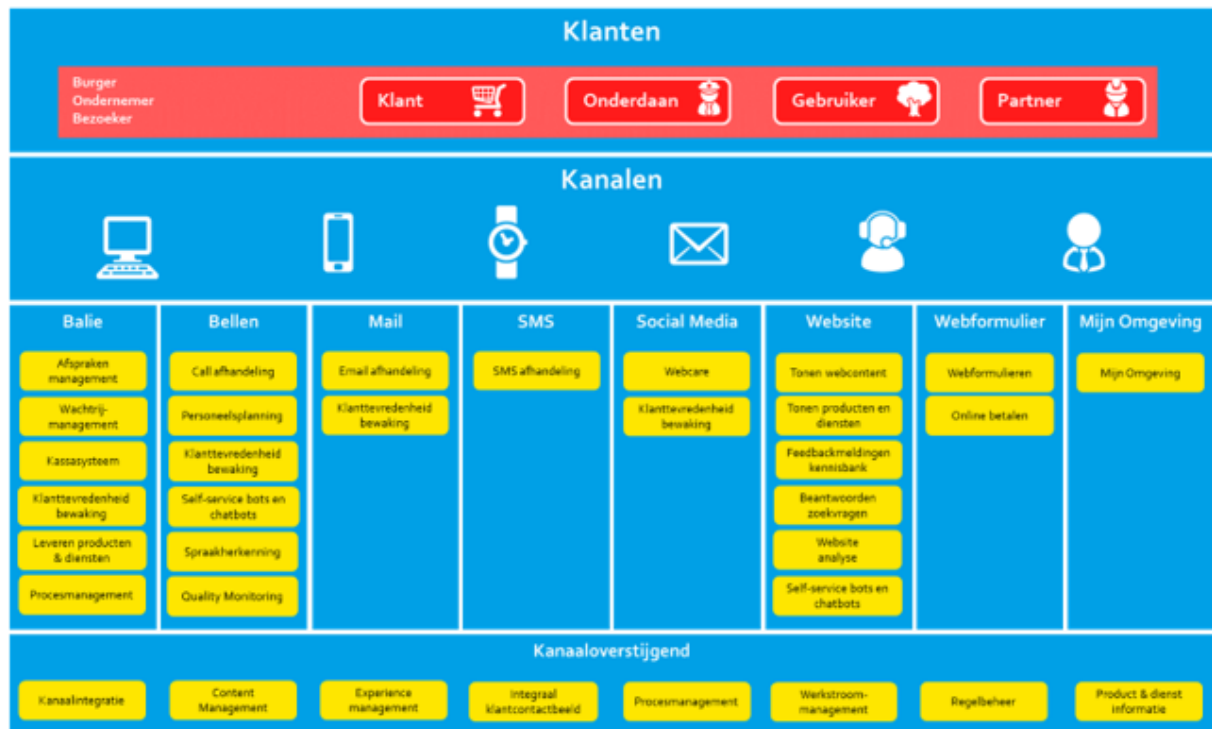 Klanten
Burger
Ondernemer
Bezoeker
Klant
Onderdaan
Gebruiker
Partner
Kanalen
Balie
Afspraken
management
Wachtrij-
management
Kassasysteem
Klanttevredenheid
bewaking
Leveren producten
& diensten
Procesmanagement
Bellen
Call afhandeling
Personeelsplanning
Klanttevredenheid
bewaking
Self-service bots en
chatbots
Spraakherkenning
Quality Monitoring
Mail
Email afhandeling
Klanttevredenheid
bewaking
SMS
SMS afhandeling
Social Media
Webcare
Klanttevredenheid
bewaking
Website
Tonen webcontent
Tonen producten en
diensten
Feedbackmeldingen
kennisbank
Beantwoorden
zoekvragen
Website
analyse
Self-service bots en
chatbots
Webformulier
Webformulieren
Online betalen
Mijn Omgeving
Mijn Omgeving
Kanaaloverstijgend
Kanaalintegratie
Content
Management
Experience
management
Integraal
klantcontactbeeld
Procesmanagement
Werkstroom-
management
Regelbeheer
Product & dienst
informatie